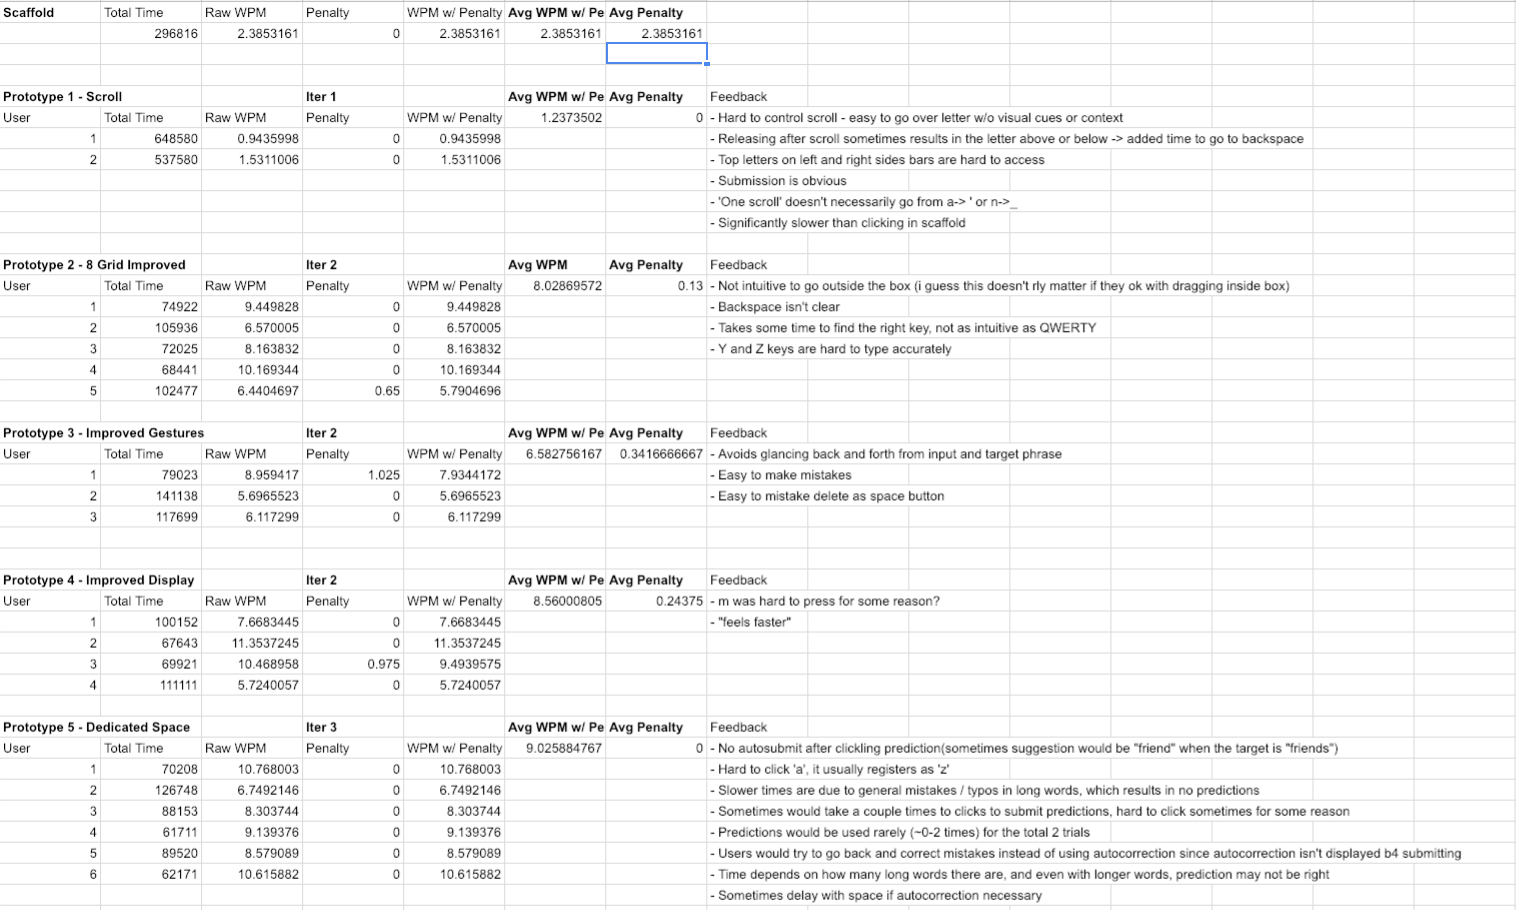 Scaffold Total Time Raw WPM Penalty WPM w/ Penalty Avg WPM w/ Pe Avg Penalty
296816 2.3853161 0 2.3853161 2.3853161 2.3853161
Prototype 1 - Scroll Iter 1 Avg WPM w/ Pe Avg Penalty Feedback
User Total Time Raw WPM Penalty WPM w/ Penalty 1.2373502 0 - Hard to control scroll - easy to go over letter w/o visual cues or context
1 648580 0.9435998 0 0.9435998 - Releasing after scroll sometimes results in the letter above or below -> added time to go to backspace
2 537580 1.5311006 0 1.5311006 - Top letters on left and right sides bars are hard to access
- Submission is obvious
- 'One scroll' doesn't necessarily go from a-> ' or n->_
- Significantly slower than clicking in scaffold
Prototype 2 - 8 Grid Improved Iter 2 Avg WPM Avg Penalty Feedback
User Total Time Raw WPM Penalty WPM w/ Penalty 8.02869572 0.13 - Not intuitive to go outside the box (i guess this doesn't rly matter if they ok with dragging inside box)
1 74922 9.449828 0 9.449828 - Backspace isn't clear
2 105936 6.570005 0 6.570005 - Takes some time to find the right key, not as intuitive as QWERTY
3 72025 8.163832 0 8.163832 - Y and Z keys are hard to type accurately
4 68441 10.169344 0 10.169344
5 102477 6.4404697 0.65 5.7904696
Prototype 3 - Improved Gestures Iter 2 Avg WPM w/ Pe Avg Penalty Feedback
User Total Time Raw WPM Penalty WPM w/ Penalty 6.582756167 0.3416666667 - Avoids glancing back and forth from input and target phrase
1 79023 8.959417 1.025 7.9344172 - Easy to make mistakes
2 141138 5.6965523 0 5.6965523 - Easy to mistake delete as space button
3 117699 6.117299 0 6.117299
Prototype 4 - Improved Display Iter 2 Avg WPM w/ Pe Avg Penalty Feedback
User Total Time Raw WPM Penalty WPM w/ Penalty 8.56000805 0.24375 - m was hard to press for some reason?
1 100152 7.6683445 0 7.6683445 - "feels faster"
2 67643 11.3537245 0 11.3537245
3 69921 10.468958 0.975 9.4939575
4 111111 5.7240057 0 5.7240057
Prototype 5 - Dedicated Space Iter 3 Avg WPM w/ Pe Avg Penalty Feedback
User Total Time Raw WPM Penalty WPM w/ Penalty 9.025884767 0 - No autosubmit after clickling prediction(sometimes suggestion would be "friend" when the target is "friends")
1 70208 10.768003 0 10.768003 - Hard to click 'a', it usually registers as 'z'
2 126748 6.7492146 0 6.7492146 - Slower times are due to general mistakes / typos in long words, which results in no predictions
3 88153 8.303744 0 8.303744 - Sometimes would take a couple times to clicks to submit predictions, hard to click sometimes for some reason
4 61711 9.139376 0 9.139376 - Predictions would be used rarely (~0-2 times) for the total 2 trials
5 89520 8.579089 0 8.579089 - Users would try to go back and correct mistakes instead of using autocorrection since autocorrection isn't displayed b4 submitting
6 62171 10.615882 0 10.615882 - Time depends on how many long words there are, and even with longer words, prediction may not be right
- Sometimes delay with space if autocorrection necessary